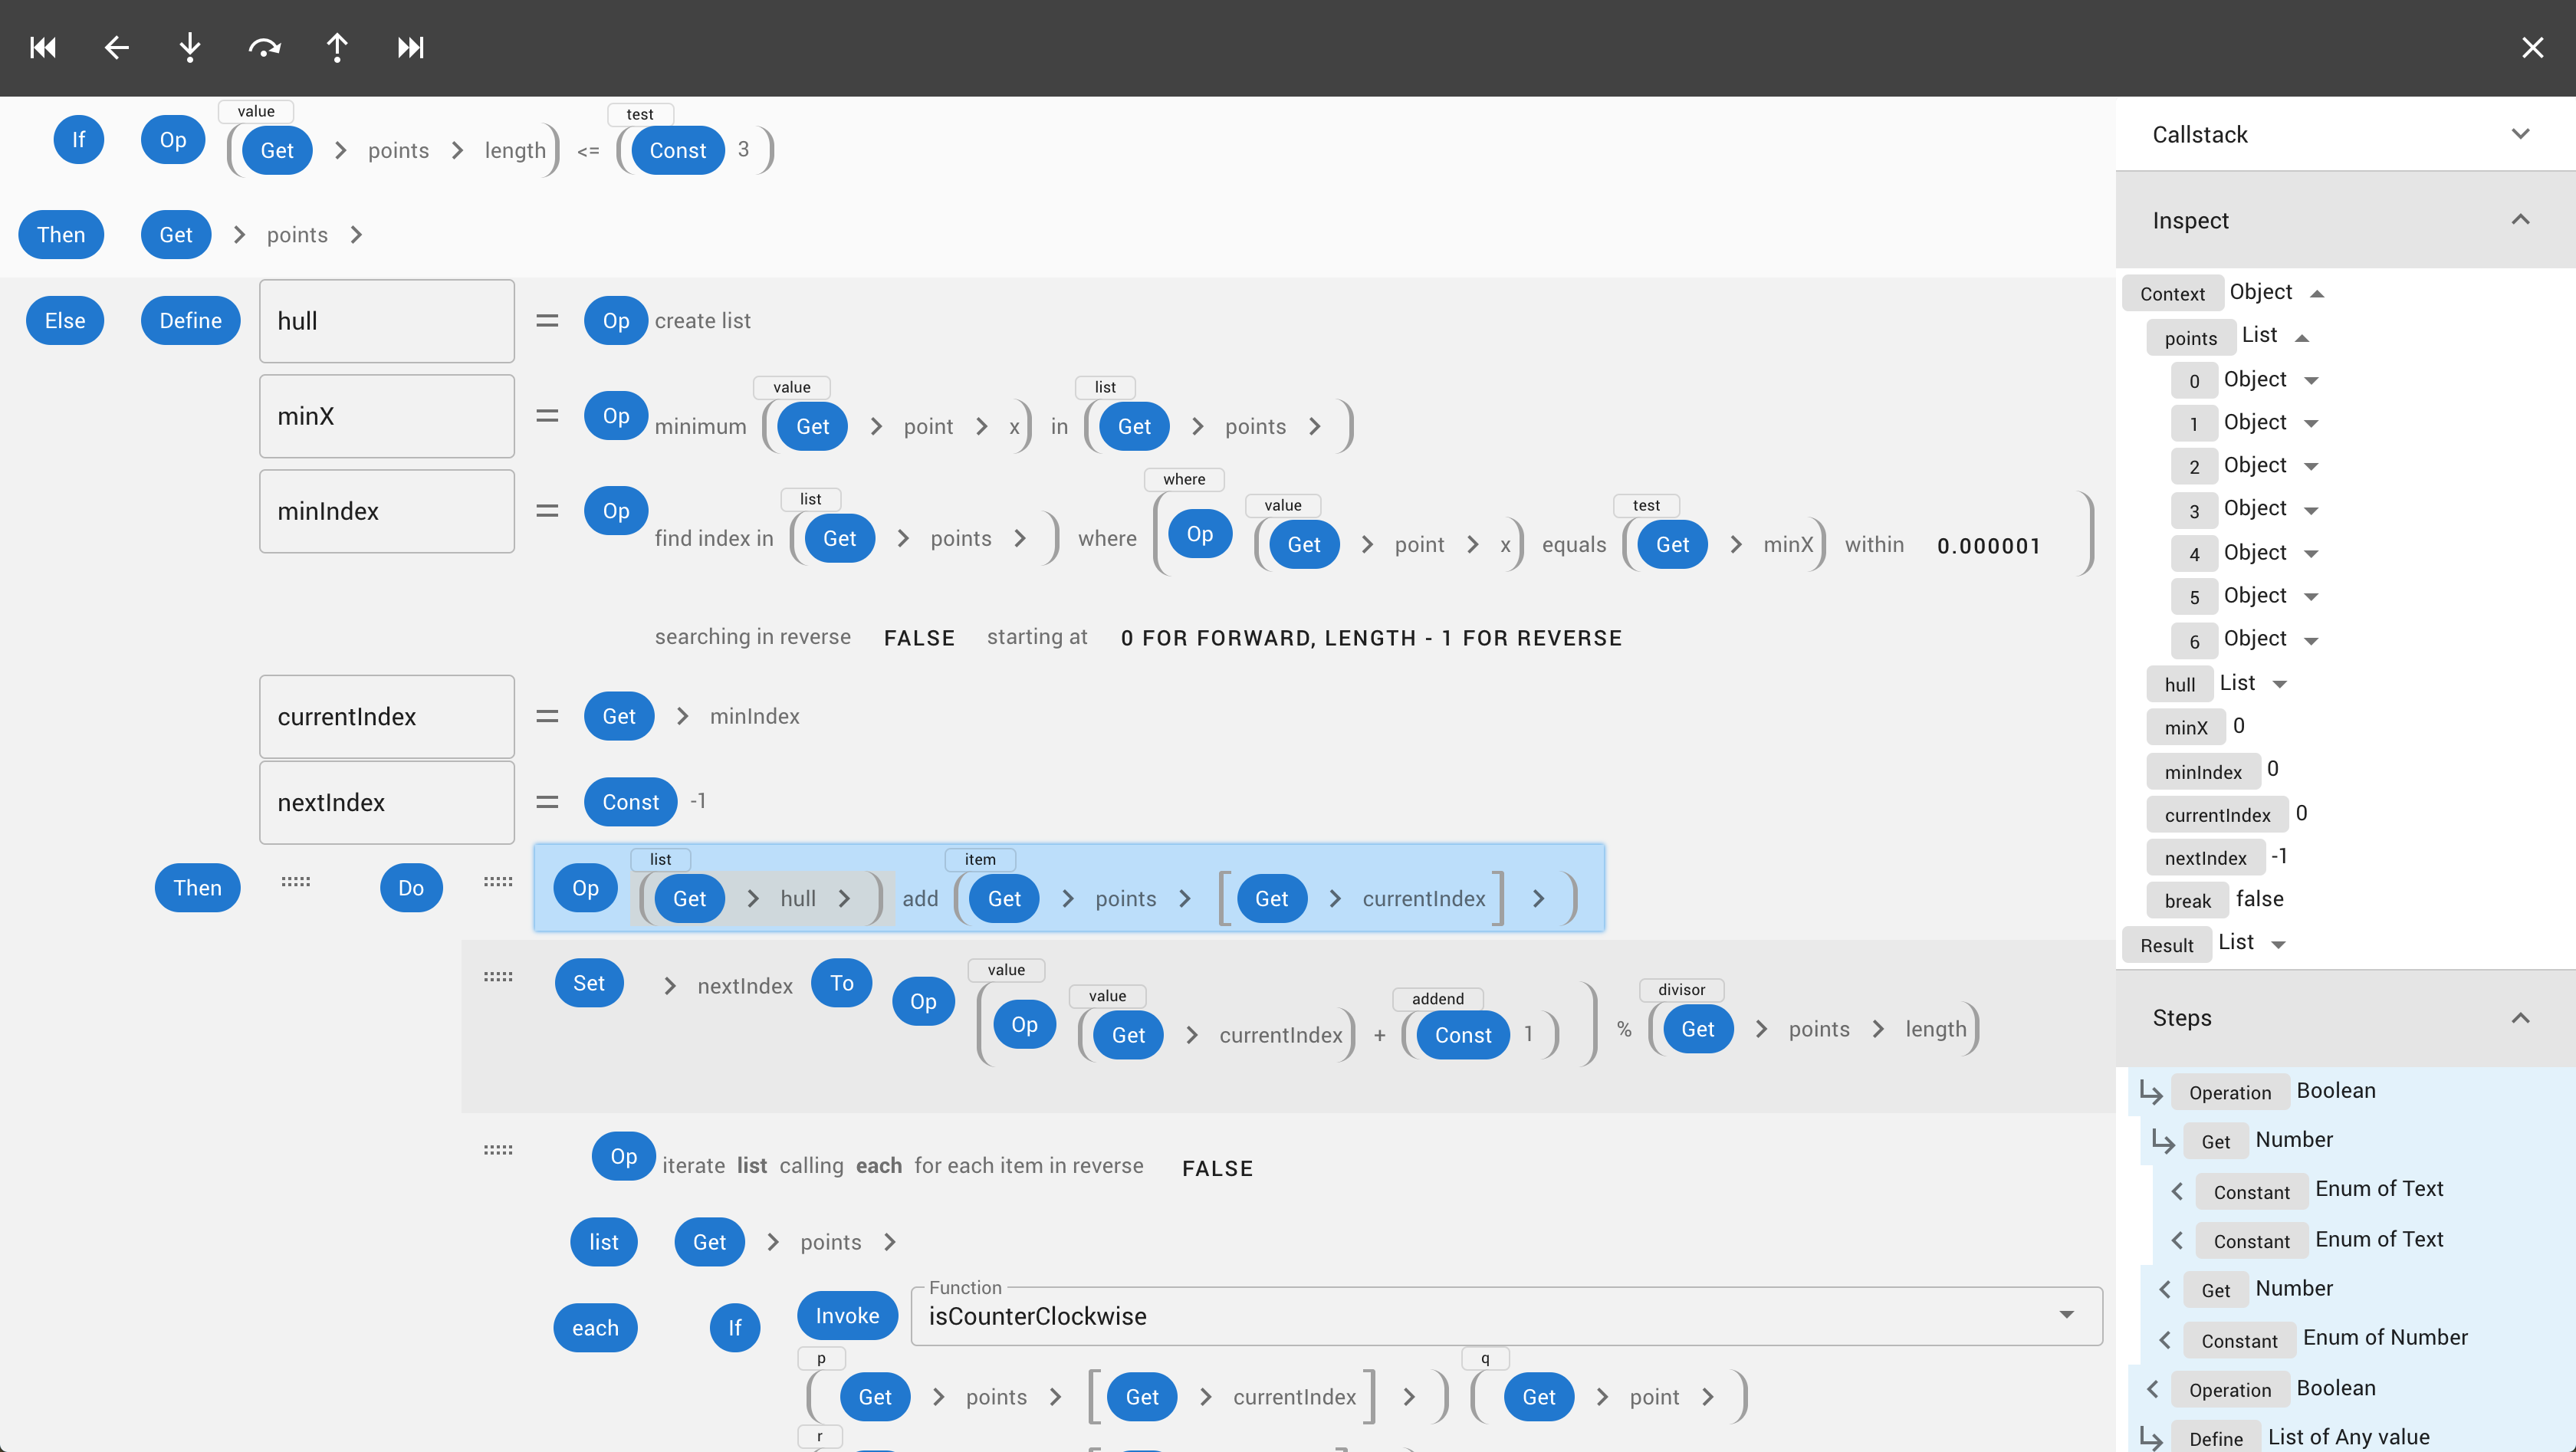 value
test
If Op Get points length <= Const 3
Then Get points
Else Define hull = Op create list
value
list
minX = Op minimum Get point x in Get points
where
list
value
test
minIndex = Op find index in Get points where Op Get point x equals Get minX within 0.000001
searching in reverse FALSE starting at 0 FOR FORWARD, LENGTH - 1 FOR REVERSE
currentIndex = Get minIndex
nextIndex = Const -1
list
item
Then Do Op Get hull add Get points [ Get currentIndex ]
value
value
addend
divisor
Set nextIndex To Op Op Get currentIndex + Const 1 % Get points length
Op iterate list calling each for each item in reverse FALSE
list Get points
Function
each If Invoke isCounterClockwise
p
q
Get points [ Get currentIndex ] Get point
r
Callstack
Inspect
Context Object
points List
0 Object
1 Object
2 Object
3 Object
4 Object
5 Object
6 Object
hull List
minX 0
minIndex 0
currentIndex 0
nextIndex -1
break false
Result List
Steps
Operation Boolean
Get Number
Constant Enum of Text
Constant Enum of Text
Get Number
Constant Enum of Number
Operation Boolean
Define List of Any value